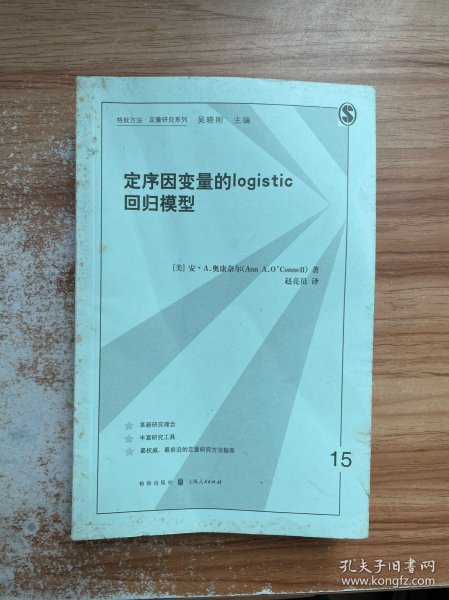 格致方法·定量研究系列 吴晓刚 主编
定序因变量的logistic
回归模型
[美] 安·A.奥康奈尔(Ann A.O'Connell) 著
赵亮员 译
革新研究理念
丰富研究工具
最权威、最前沿的定量研究方法指南
15
格致出版社 上海人民出版社
孔夫子旧书网
www.kongfz.com